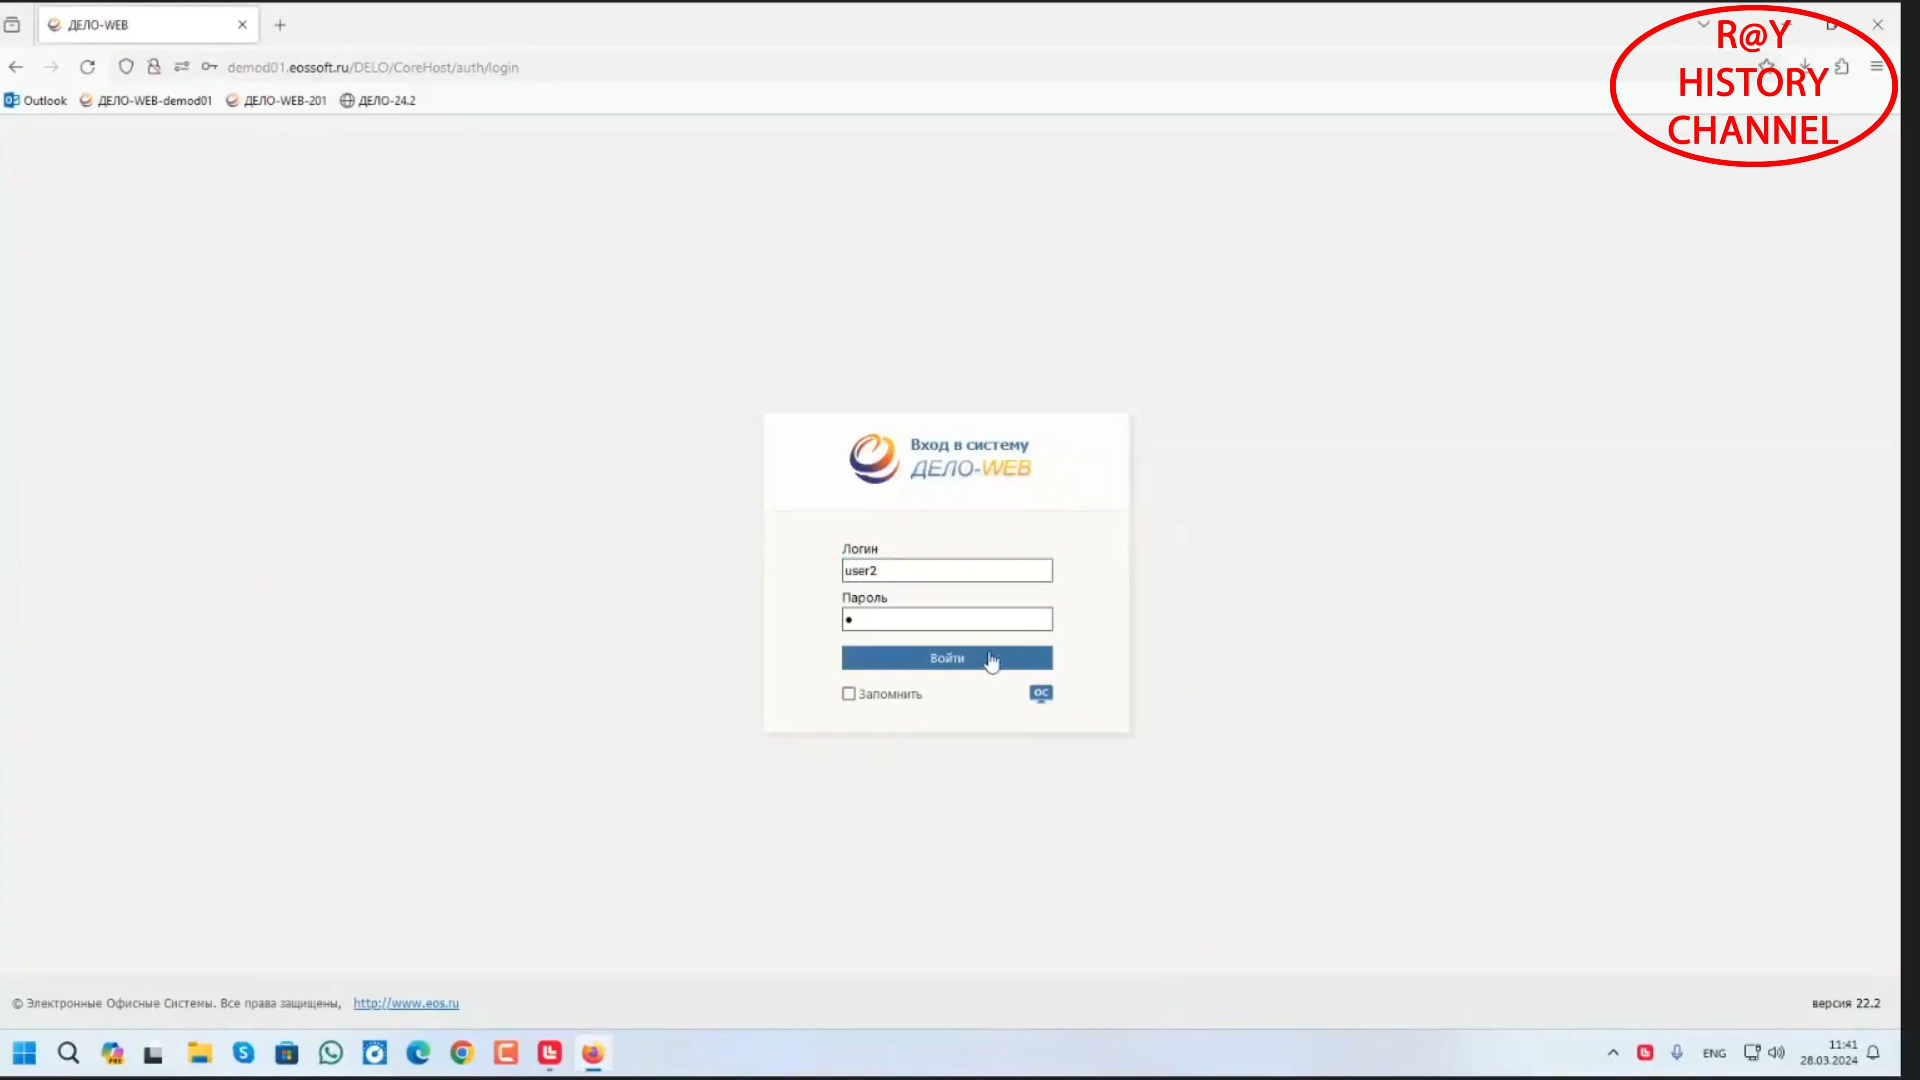 ДЕЛО-WEB
R@Y
HISTORY
CHANNEL
demod01.eossoft.ru/DELO/CoreHost/auth/login
Outlook ДЕЛО-WEB-demod01 ДЕЛО-WEB-201 ДЕЛО-24.2
Вход в систему
ДЕЛО-WEB
Логин
user2
Пароль
Войти
Запомнить ОС
© Электронные Офисные Системы. Все права защищены, http://www.eos.ru
версия 22.2
ENG
11:41
28.03.2024